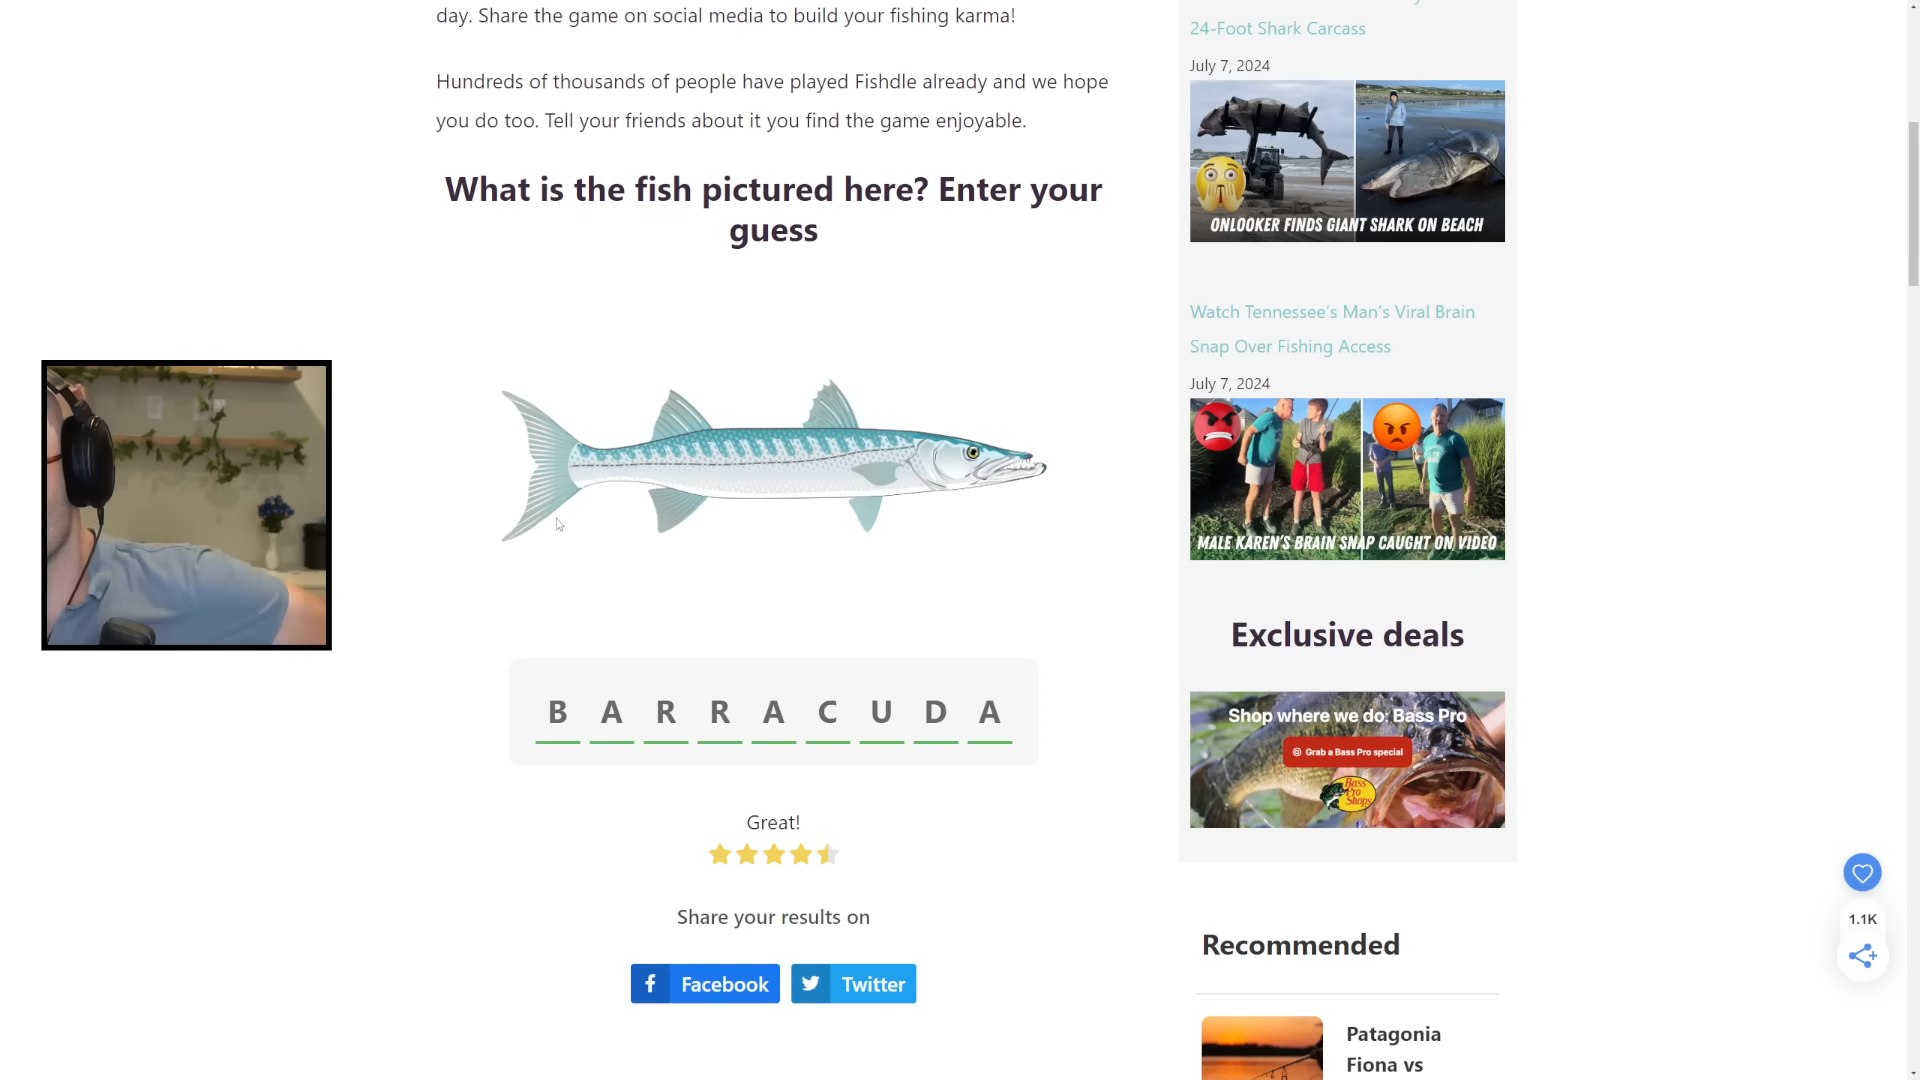 day. Share the game on social media to build your fishing karma!
Hundreds of thousands of people have played Fishdle already and we hope
you do too. Tell your friends about it you find the game enjoyable.
What is the fish pictured here? Enter your
guess
BARRACUDA
Great!
Share your results on
Facebook
Twitter
24-Foot Shark Carcass
July 7, 2024
ONLOOKER FINDS GIANT SHARK ON BEACH
Watch Tennessee’s Man’s Viral Brain
Snap Over Fishing Access
July 7, 2024
MALE KAREN'S BRAIN SNAP CAUGHT ON VIDEO
Exclusive deals
Shop where we do: Bass Pro
Grab a Bass Pro special
Bass
Pro
Shops
Recommended
Patagonia
Fiona vs
1.1K